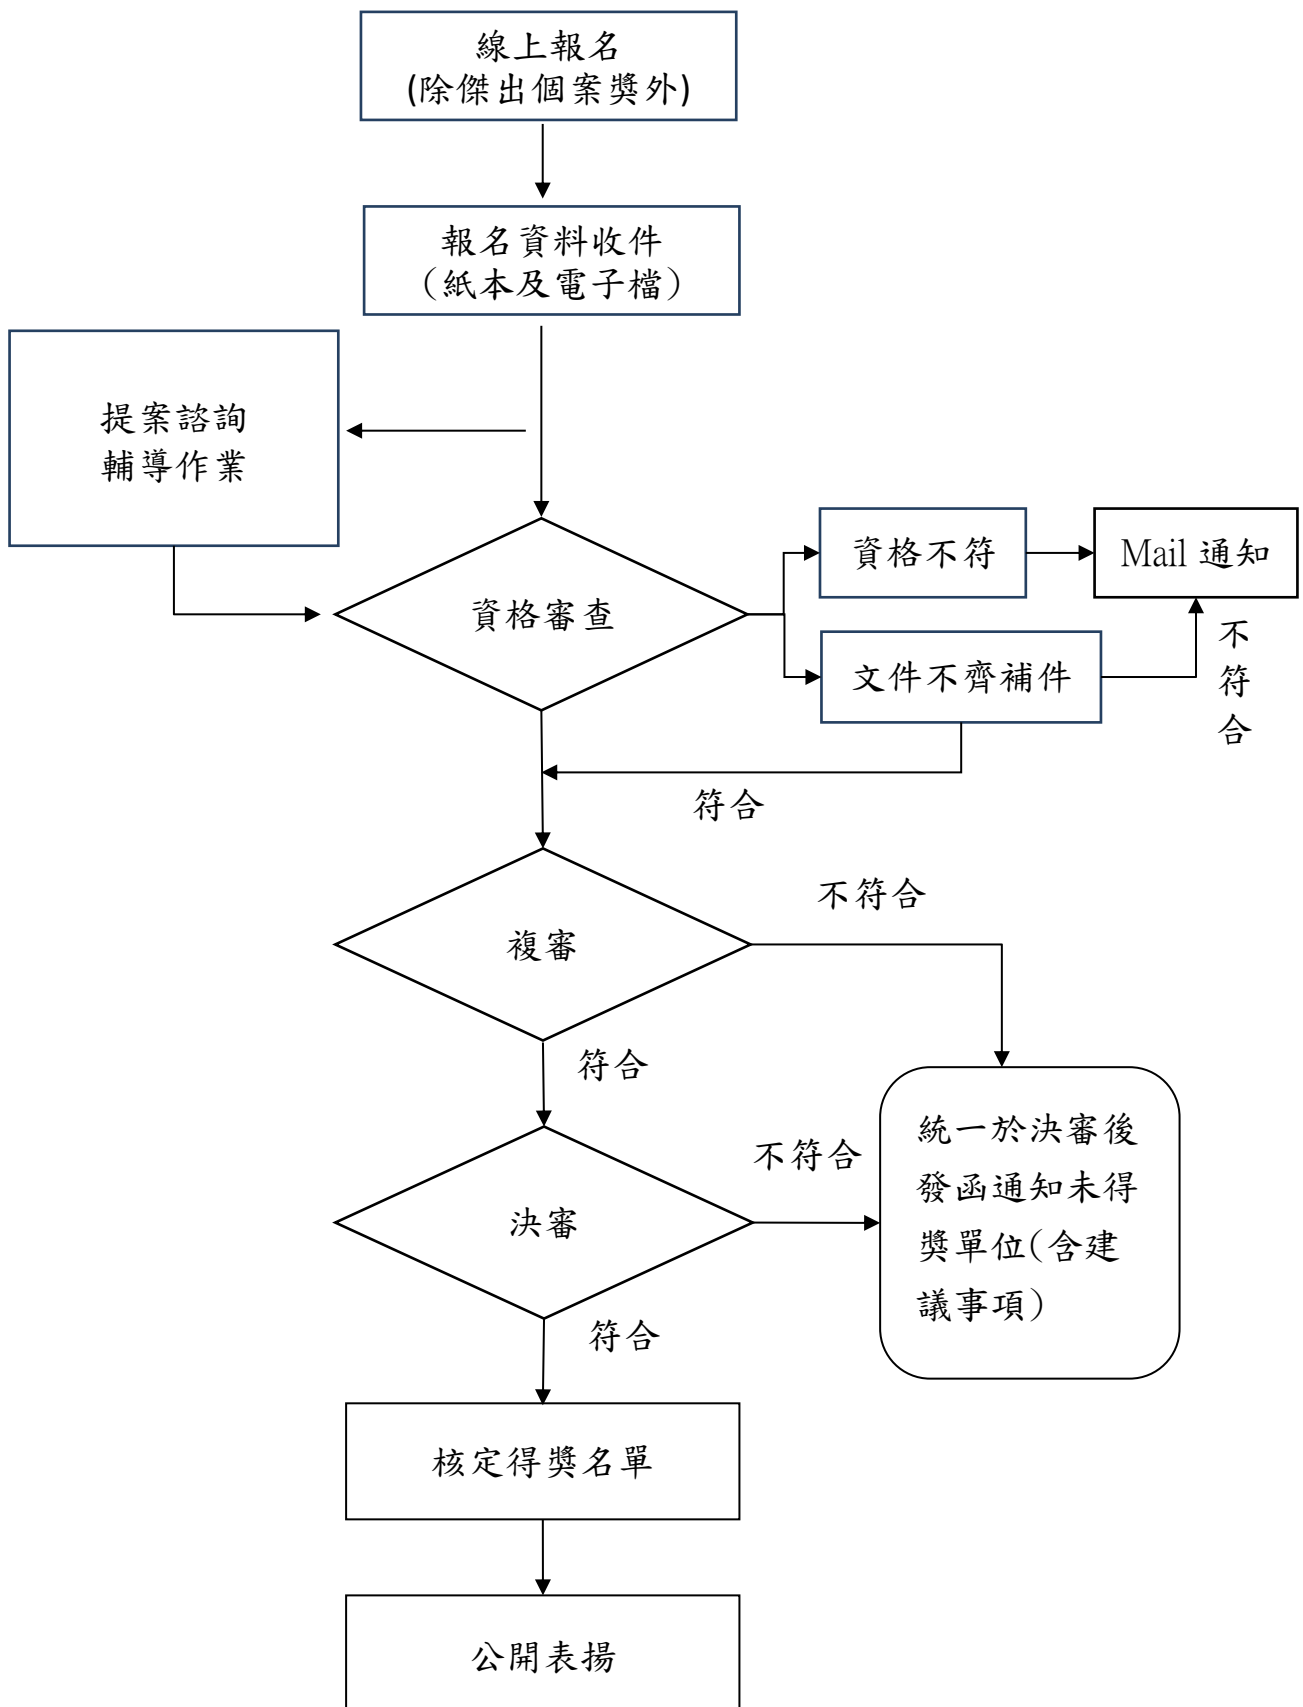 線上報名
(除傑出個案獎外)
報名資料收件
（紙本及電子檔）
提案諮詢
輔導作業
資格審查
資格不符
Mail 通知
文件不齊補件
不
符
合
符合
複審
不符合
符合
決審
不符合
統一於決審後
發函通知未得
獎單位(含建
議事項)
符合
核定得獎名單
公開表揚